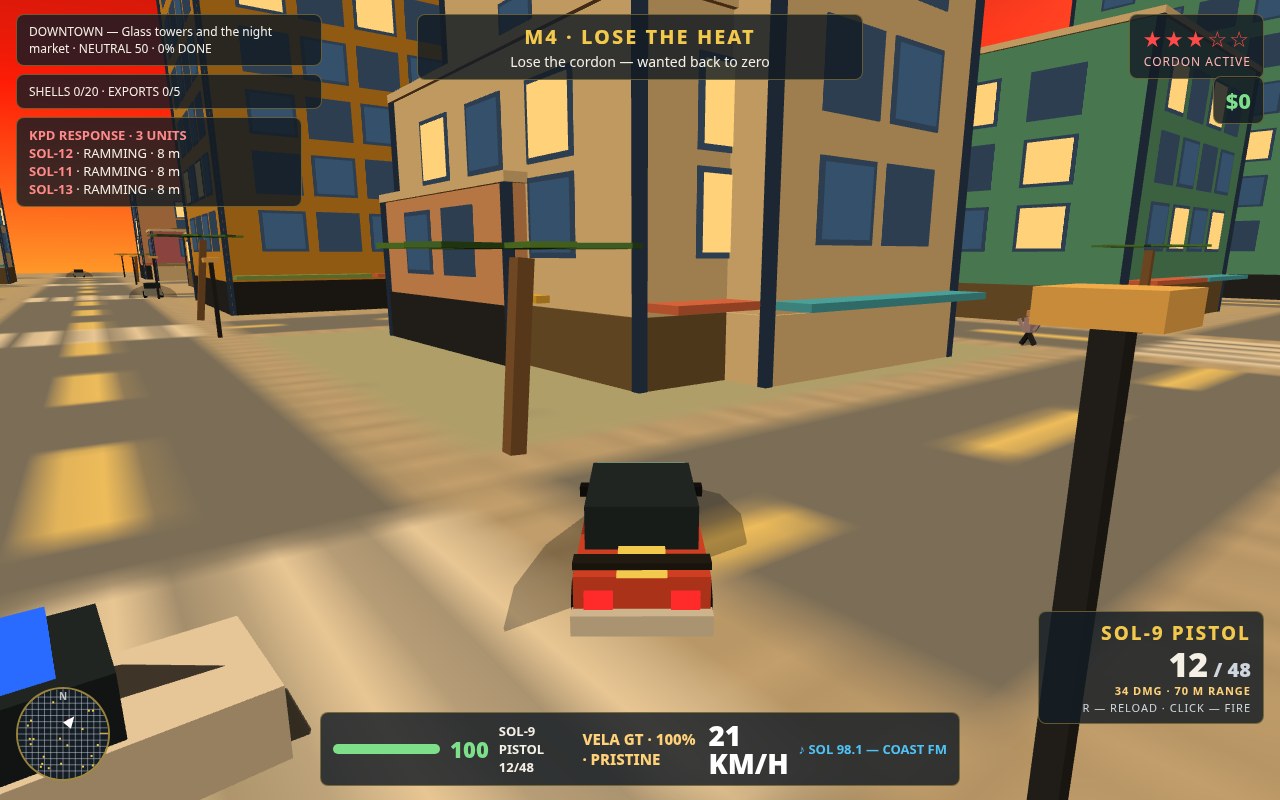 DOWNTOWN — Glass towers and the night
market · NEUTRAL 50 · 0% DONE
SHELLS 0/20 · EXPORTS 0/5
KPD RESPONSE · 3 UNITS
SOL-12 · RAMMING · 8 m
SOL-11 · RAMMING · 8 m
SOL-13 · RAMMING · 8 m
M4 · LOSE THE HEAT
Lose the cordon — wanted back to zero
★★★☆☆
CORDON ACTIVE
$0
N
100
SOL-9
PISTOL
12/48
VELA GT · 100%
· PRISTINE
21
KM/H
♪ SOL 98.1 — COAST FM
SOL-9 PISTOL
12 / 48
34 DMG · 70 M RANGE
R — RELOAD · CLICK — FIRE